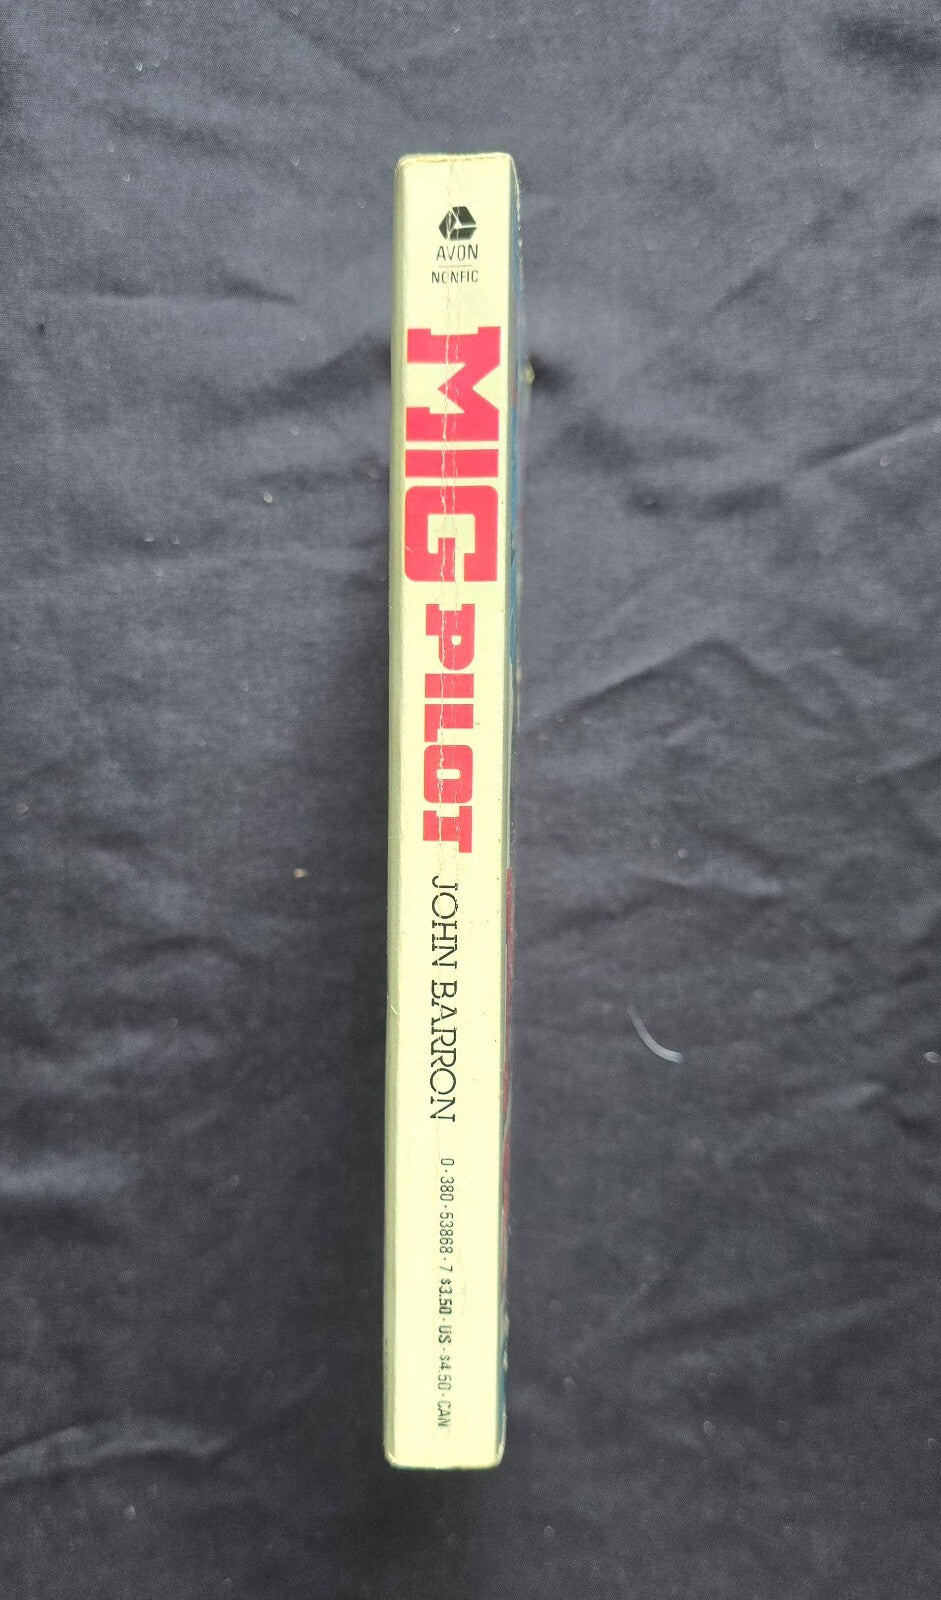 AVON
NONFIC
MIG PILOT
JOHN BARRON
0-380-53868-7 $3.50-US-$4.50-CAN